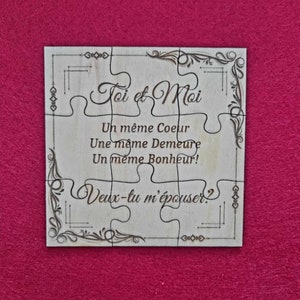 Toi et Moi
Un même Coeur
Une même Demeure
Un même Bonheur!
Veux-tu m'épouser?